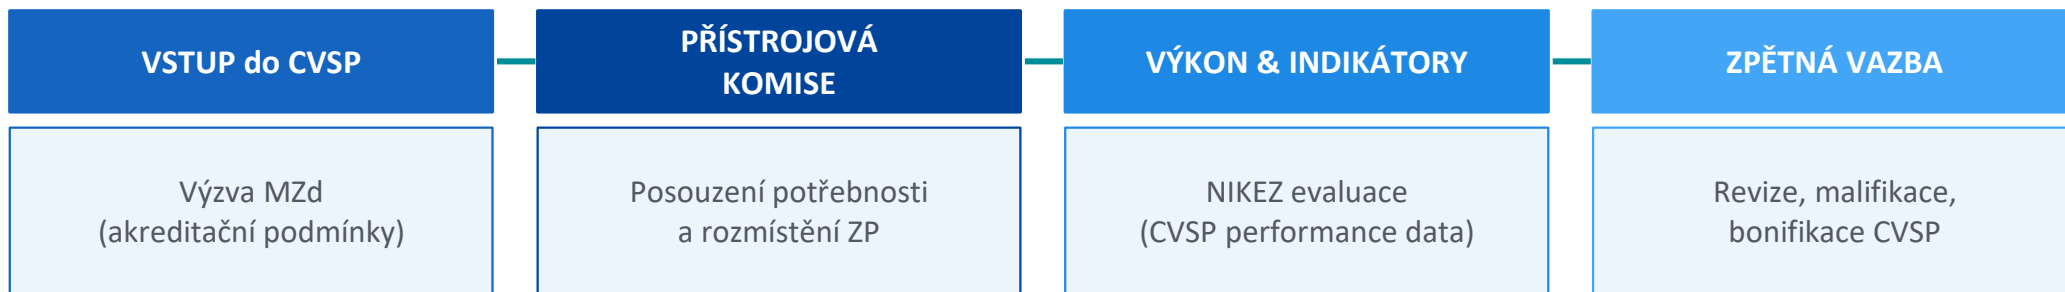 VSTUP do CVSP
Výzva MZd
(akreditační podmínky)
PŘÍSTROJOVÁ
KOMISE
Posouzení potřebnosti
a rozmístění ZP
VÝKON & INDIKÁTORY
NIKEZ evaluace
(CVSP performance data)
ZPĚTNÁ VAZBA
Revize, malifikace,
bonifikace CVSP